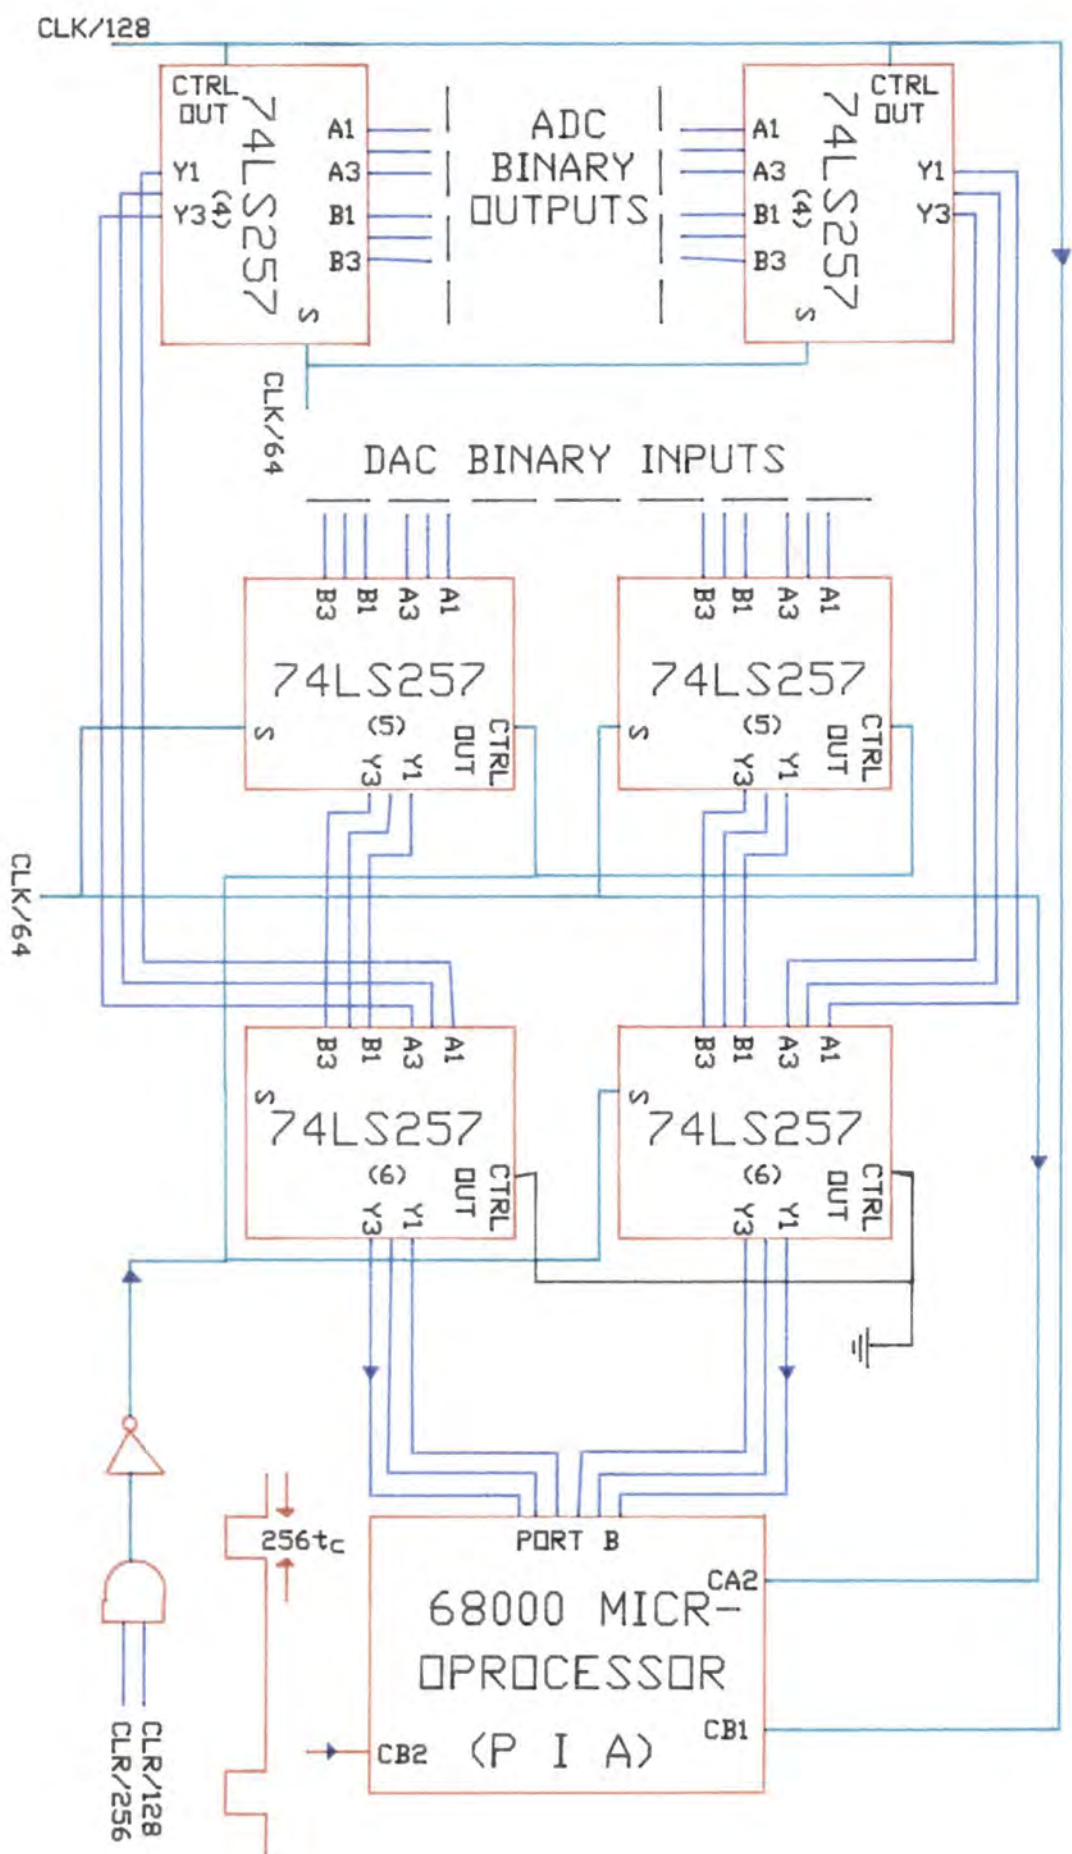 CLK/128
CTRL
OUT
74LS257
(4)
A1
A3
B1
B3
Y1
Y3
S
ADC
BINARY
OUTPUTS
CTRL
OUT
74LS257
(4)
A1
A3
B1
B3
Y1
Y3
S
CLK/64
DAC BINARY INPUTS
B3 B1 A3 A1
74LS257
(5)
S
Y3 Y1
CTRL
OUT
B3 B1 A3 A1
74LS257
(5)
S
Y3 Y1
CTRL
OUT
CLK/64
B3 B1 A3 A1
S
74LS257
(6)
Y3 Y1
CTRL
OUT
B3 B1 A3 A1
S
74LS257
(6)
Y3 Y1
CTRL
OUT
256tc
PORT B
CA2
68000 MICR-
OPROCESSOR
(P I A)
CB1
CB2
CLR/128
CLR/256